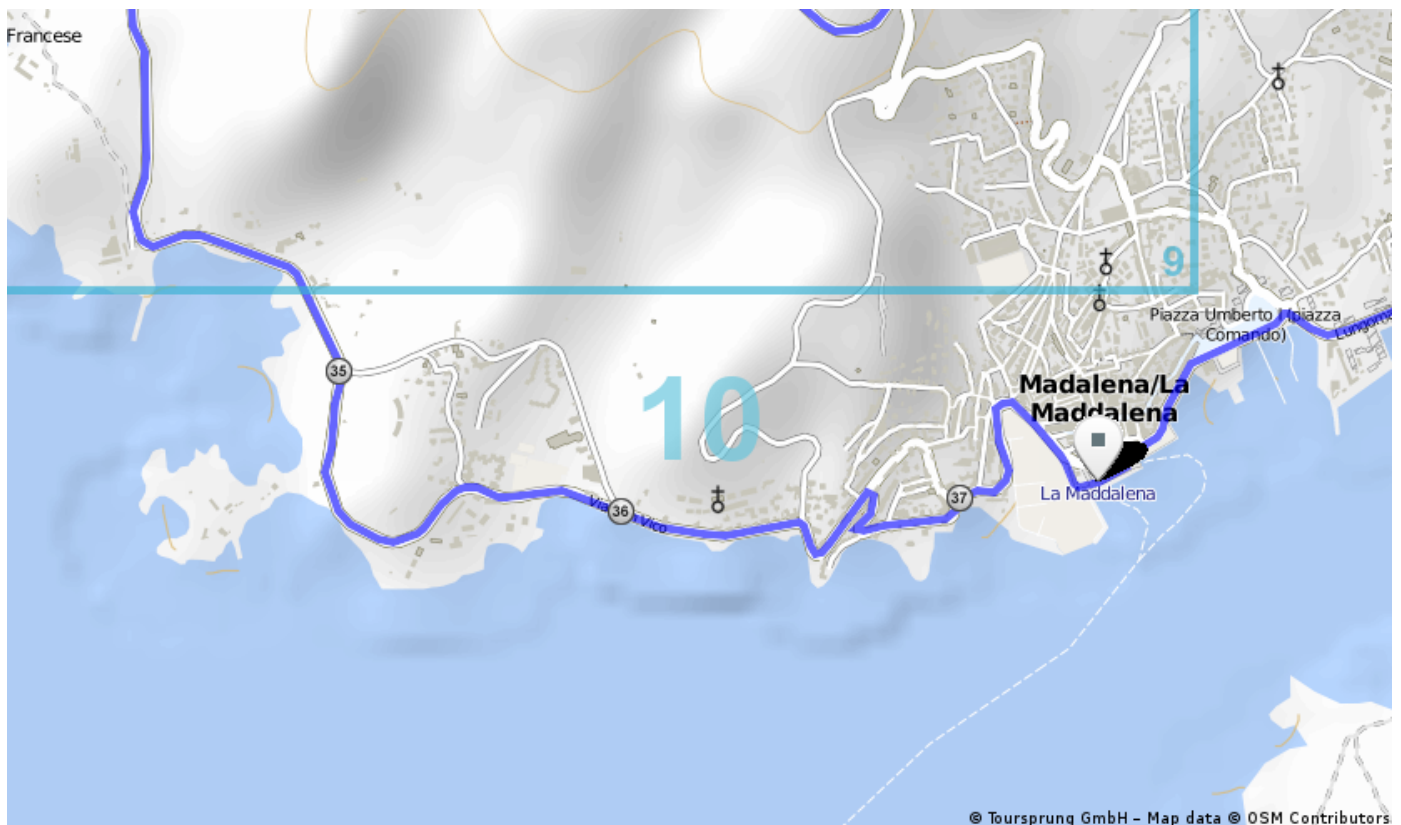 Francese
9
Piazza Umberto I (piazza
Comando)
35
10
Madalena/La
Maddalena
La Maddalena
36
Vico
37
© Toursprung GmbH – Map data © OSM Contributors